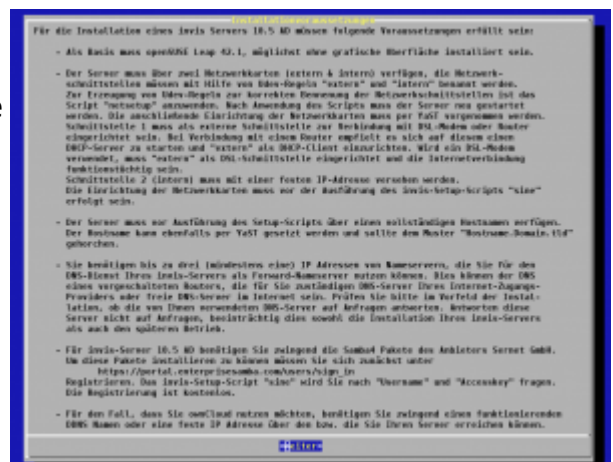 Installationsvoraussetzungen
Für die Installation eines invis Servers 10.5 AD müssen folgende Voraussetzungen erfüllt sein:
- Als Basis muss openSUSE Leap 42.1, möglichst ohne grafische Oberfläche installiert sein.
- Der Server muss über zwei Netzwerkkarten (extern & intern) verfügen, die Netzwerk-
schnittstellen müssen mit Hilfe von Udev-Regeln "extern" und "intern" benannt werden.
Zur Erzeugung von Udev-Regeln zur korrekten Benennung der Netzwerkschnittstellen ist das
Script "netsetup" anzuwenden. Nach Anwendung des Scripts muss der Server neu gestartet
werden. Die anschließende Einrichtung der Netzwerkkarten muss per YaST vorgenommen werden.
Schnittstelle 1 muss als externe Schnittstelle zur Verbindung mit DSL-Modem oder Router
eingerichtet sein. Bei Verbindung mit einem Router empfielt es sich auf diesem einen
DHCP-Server zu starten und "extern" als DHCP-Client einzurichten. Wird ein DSL-Modem
verwendet, muss "extern" als DSL-Schnittstelle eingerichtet und die Internetverbindung
funktionstüchtig sein.
Schnittstelle 2 (intern) muss mit einer festen IP-Adresse versehen werden.
Die Einrichtung der Netzwerkkarten muss vor der Ausführung des invis-Setup-Scripts "sine"
erfolgt sein.
- Der Server muss vor Ausführung des Setup-Scripts über einen vollständigen Hostnamen verfügen.
Der Hostname kann ebenfalls per YaST gesetzt werden und sollte dem Muster "Hostname.Domain.tld"
gehorchen.
- Sie benötigen bis zu drei (mindestens eine) IP Adressen von Nameservern, die Sie für den
DNS-Dienst Ihres invis-Servers als Forward-Nameserver nutzen können. Dies können der DNS
eines vorgeschalteten Routers, die für Sie zuständigen DNS-Server Ihres Internet-Zugangs-
Providers oder freie DNS-Server im Internet sein. Prüfen Sie bitte im Vorfeld der Instal-
lation, ob die von Ihnen verwendeten DNS-Server auf Anfragen antworten. Antworten diese
Server nicht auf Anfragen, beeinträchtig dies sowohl die Installation Ihres invis-Servers
als auch den späteren Betrieb.
- Für invis-Server 10.5 AD benötigen Sie zwingend die Samba4 Pakete des Anbieters Sernet GmbH.
Um diese Pakete installieren zu können müssen Sie sich zunächst unter
https://portal.enterprisesamba.com/users/sign_in
Registrieren. Das invis-Setup-Script "sine" wird Sie nach "Username" und "Accesskey" fragen.
Die Registrierung ist kostenlos.
- Für den Fall, dass Sie ownCloud nutzen möchten, benötigen Sie zwingend einen funktionierenden
DDNS Namen oder eine feste IP Adresse über den bzw. die Sie Ihren Server erreichen können.
Weitere